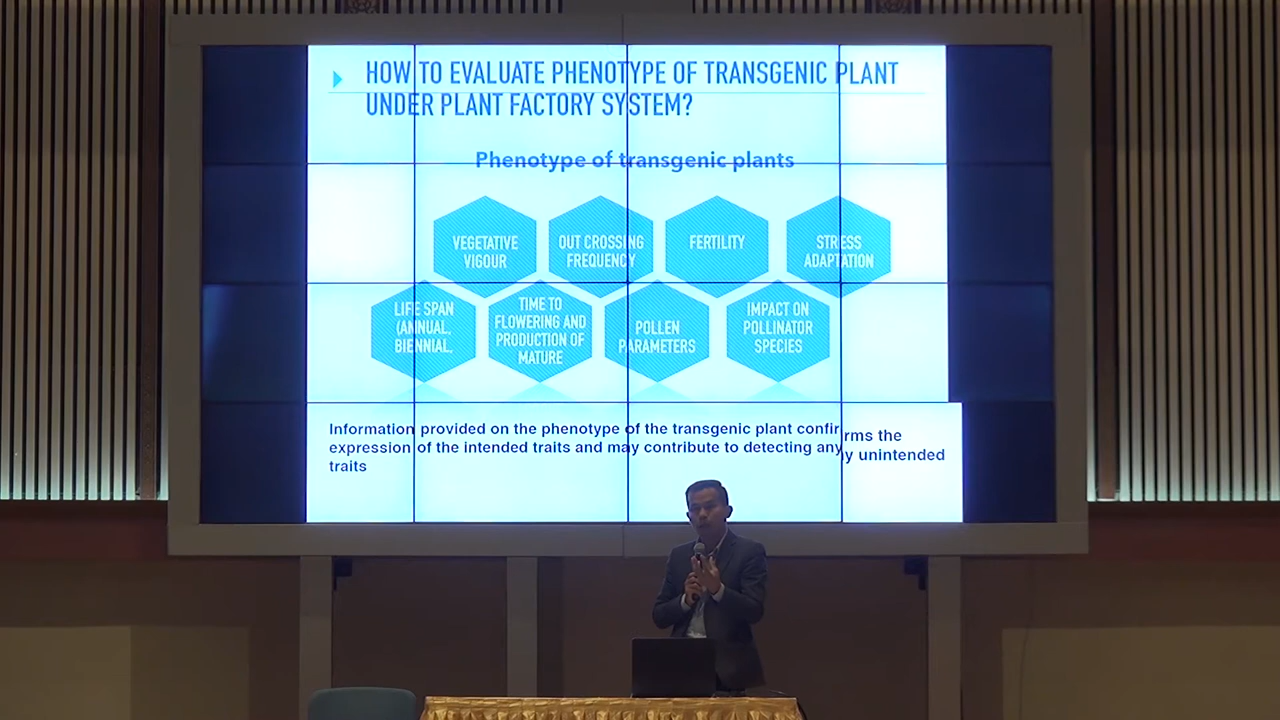 HOW TO EVALUATE PHENOTYPE OF TRANSGENIC PLANT
UNDER PLANT FACTORY SYSTEM?
Phenotype of transgenic plants
VEGETATIVE
VIGOUR
OUT CROSSING
FREQUENCY
FERTILITY
STRESS
ADAPTATION
LIFE SPAN
(ANNUAL,
BIENNIAL,
TIME TO
FLOWERING AND
PRODUCTION OF
MATURE
POLLEN
PARAMETERS
IMPACT ON
POLLINATOR
SPECIES
Information provided on the phenotype of the transgenic plant confirms the
expression of the intended traits and may contribute to detecting any unintended
traits